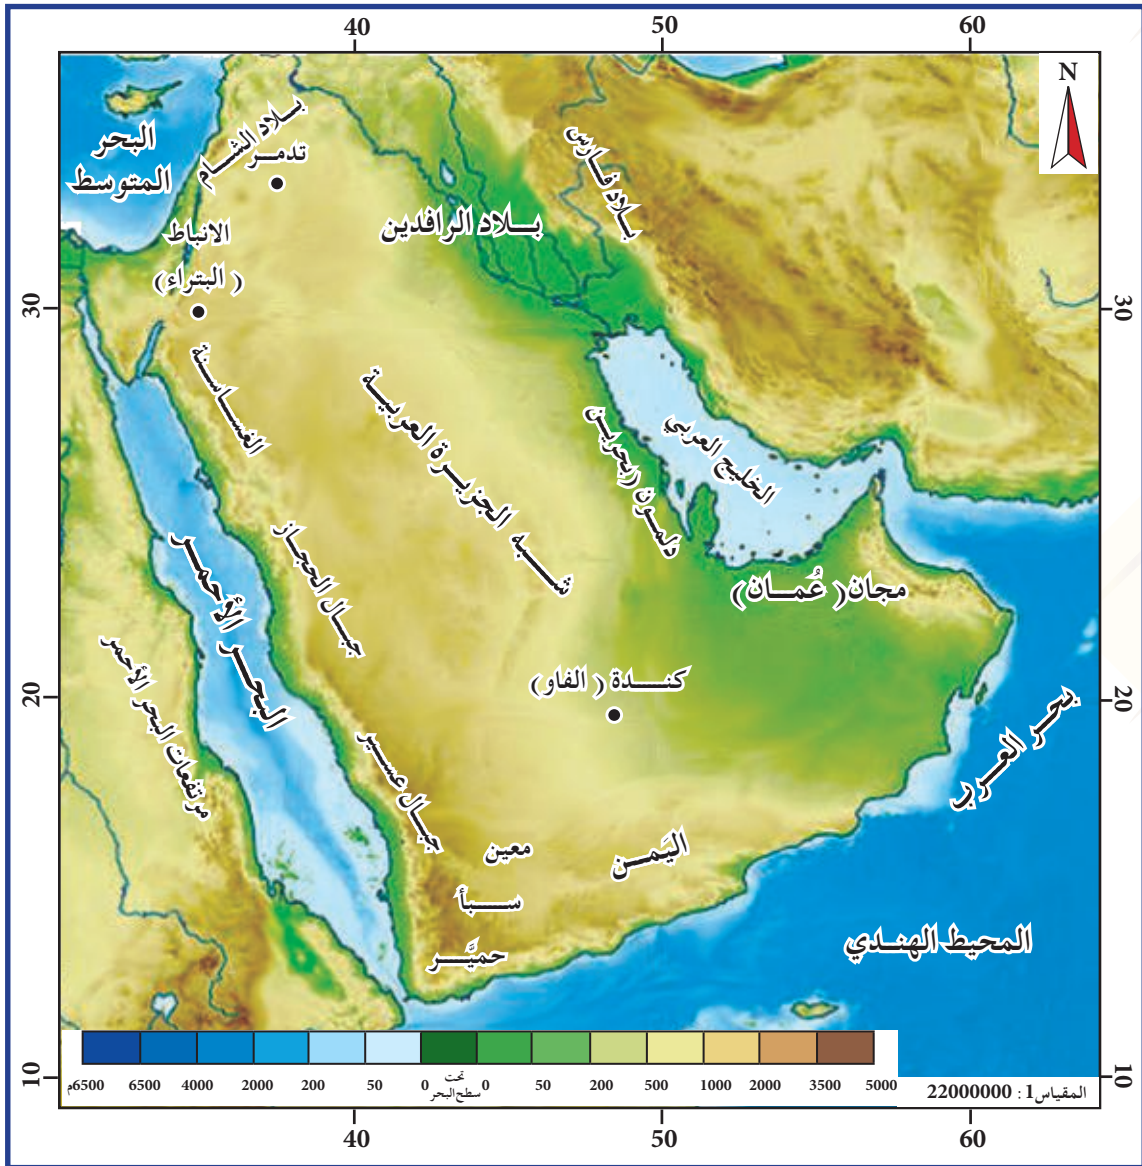 40
50
60
N
البحر
المتوسط
بلاد الشام
تدمر
الانباط
(البتراء)
بلاد الرافدين
بلاد فارس
30
30
الغساسنة
شبه الجزيرة العربية
دلمون (بحرين)
الخليج العربي
جبال الحجاز
مجان (عُمان)
البحر الأحمر
مرتفعات البحر الأحمر
كندة (الفاو)
20
20
بحر العرب
جبال عسير
معين
اليَمن
سبأ
حميَّر
المحيط الهندي
6500م 6500 4000 2000 200 50 0 تحت سطح البحر 0 50 200 500 1000 2000 3500 5000
المقياس 1 : 22000000
10
10
40
50
60